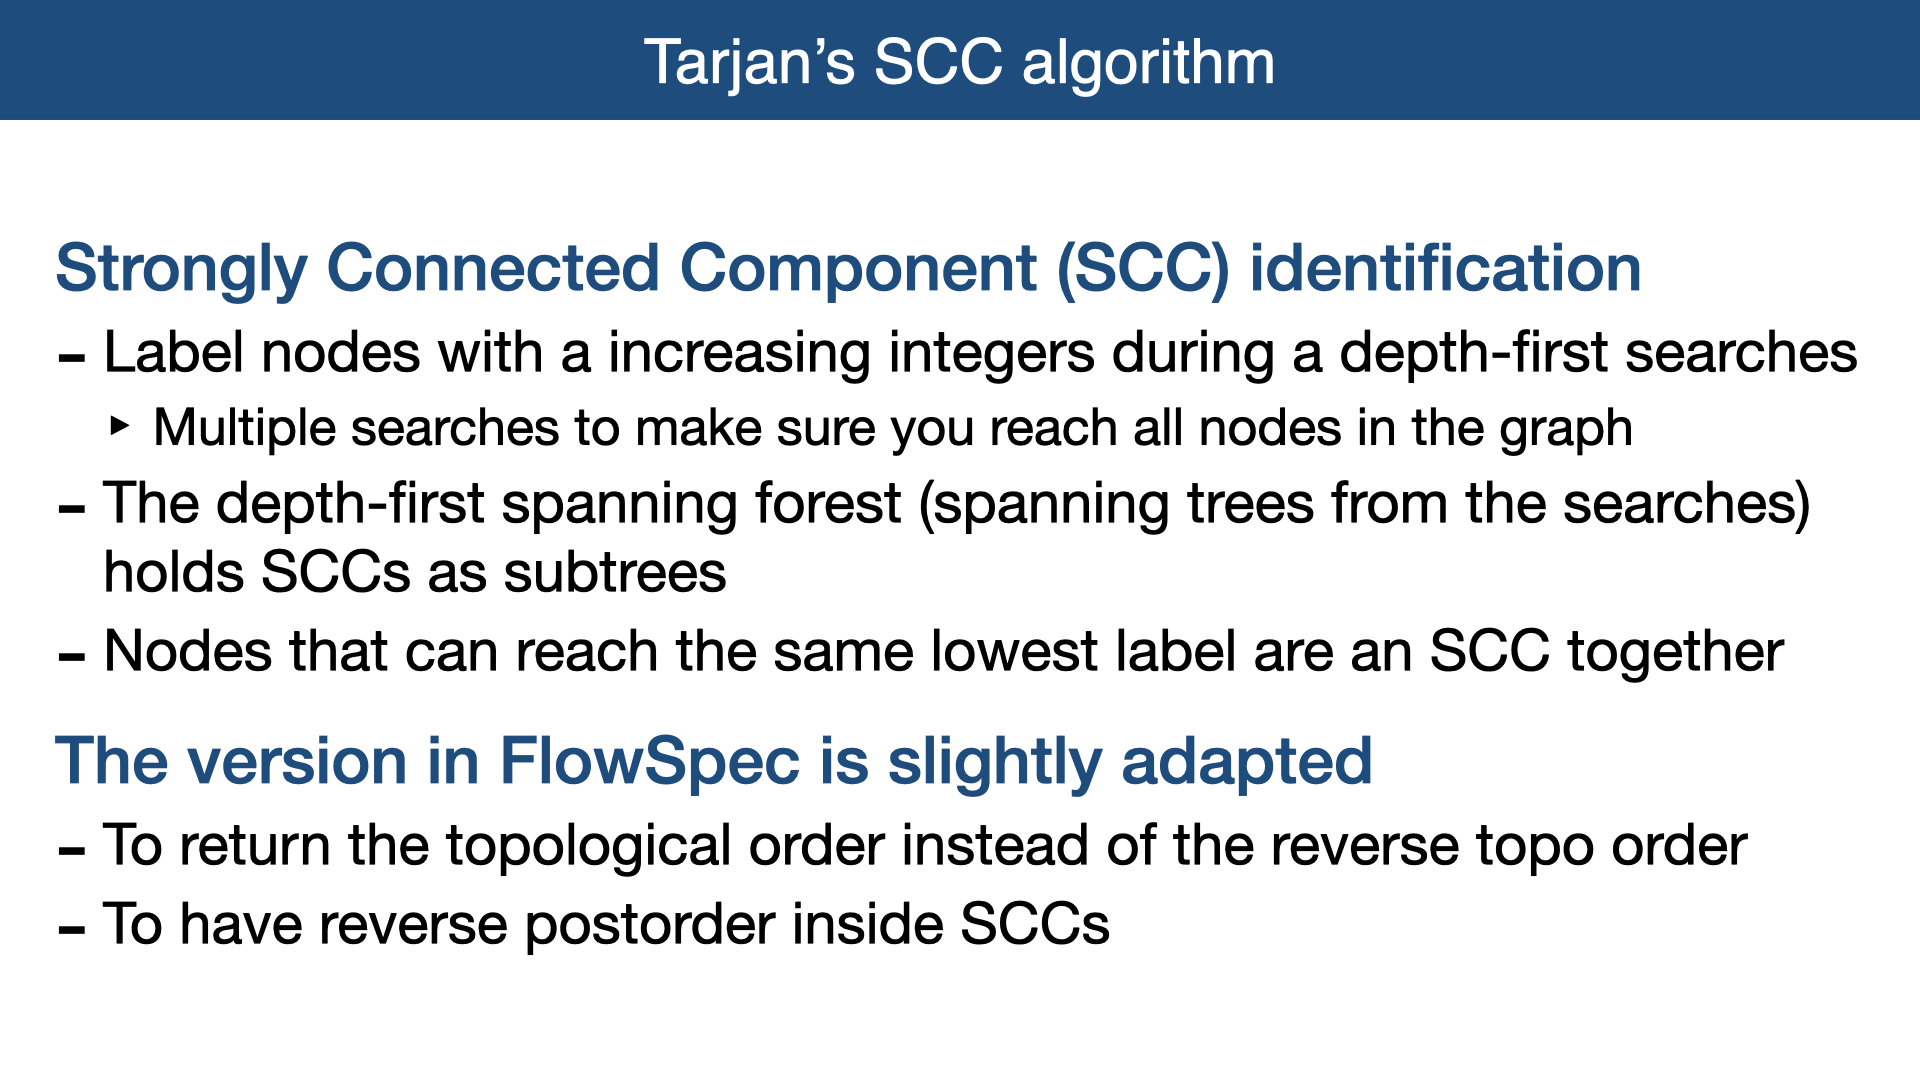 Tarjan’s SCC algorithm
Strongly Connected Component (SCC) identification
– Label nodes with a increasing integers during a depth-first searches
‣ Multiple searches to make sure you reach all nodes in the graph
– The depth-first spanning forest (spanning trees from the searches)
holds SCCs as subtrees
– Nodes that can reach the same lowest label are an SCC together
The version in FlowSpec is slightly adapted
– To return the topological order instead of the reverse topo order
– To have reverse postorder inside SCCs